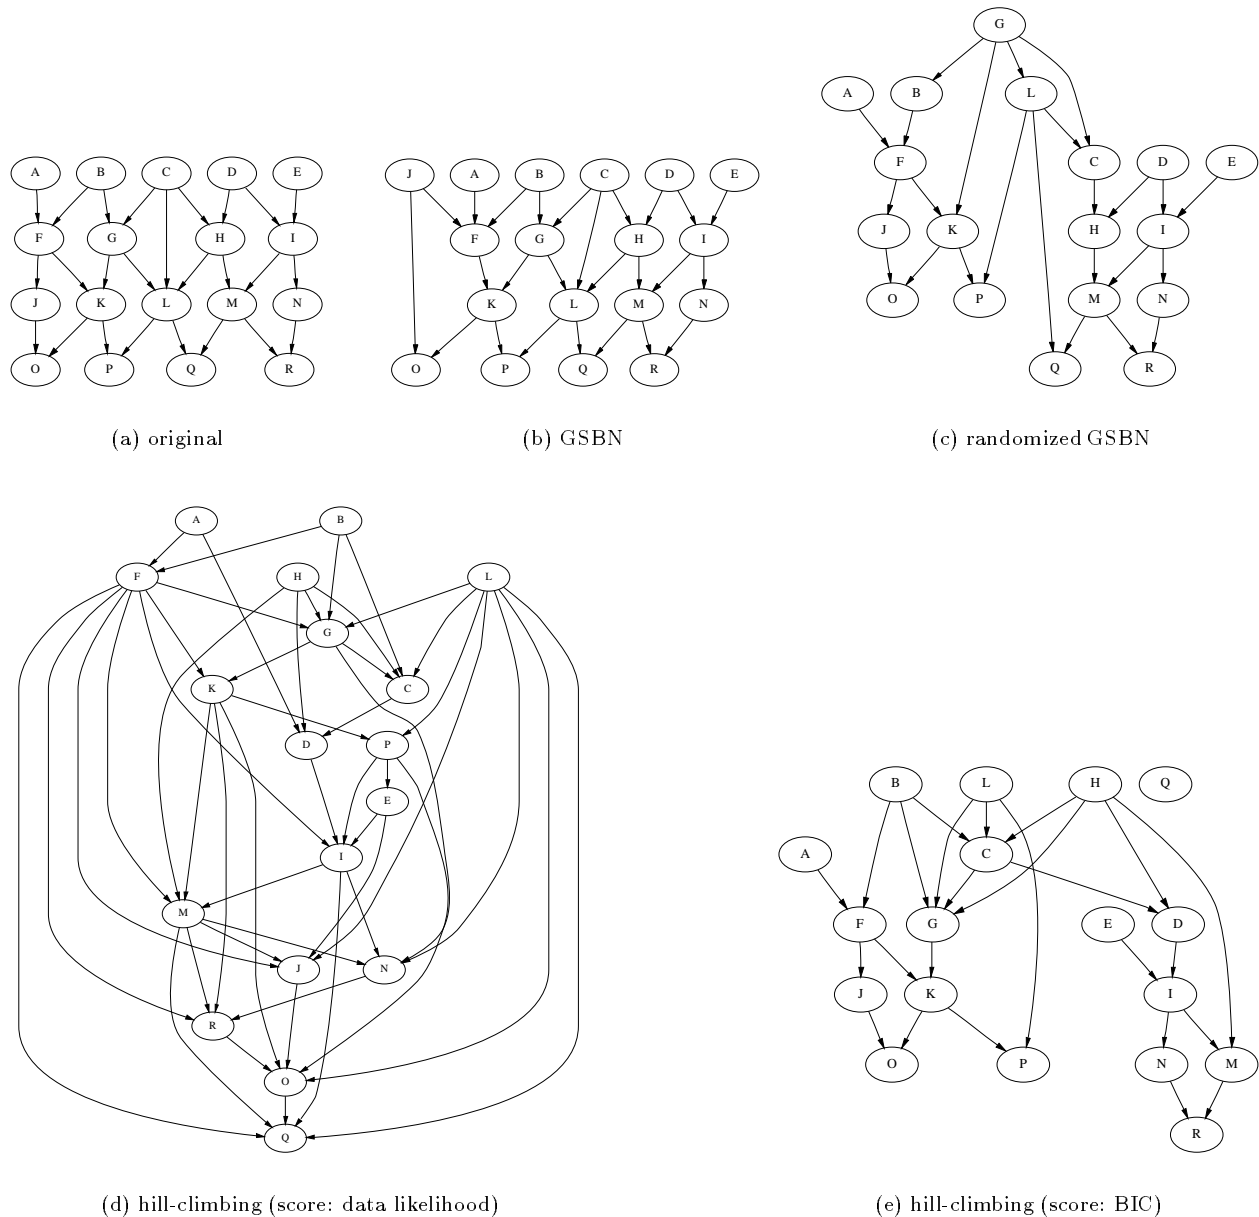 G
A B L
A B C D E J A B C D E F C D E
F G H I F G H I J K H I
J K L M N K L M N O P M N
O P Q R O P Q R Q R
(a) original (b) GSBN (c) randomized GSBN
A B
F H L
G
K C
D P B L H Q
E
I A C
M F G E D
J N J K I
R O P N M
O
Q R
(d) hill-climbing (score: data likelihood) (e) hill-climbing (score: BIC)